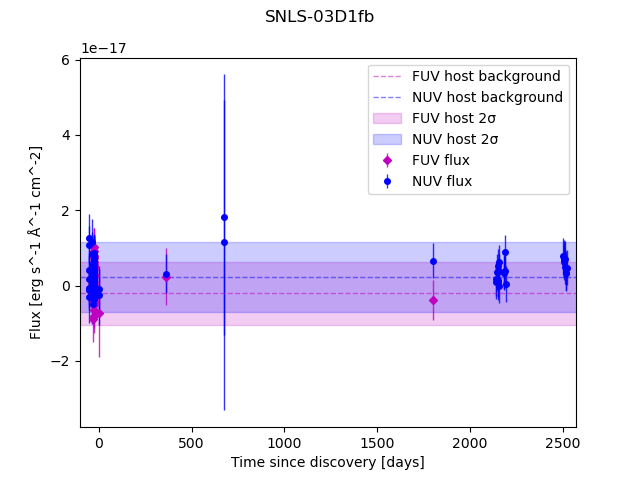 SNLS-03D1fb
1e−17
6
4
2
0
−2
Flux [erg s^-1 Å^-1 cm^-2]
FUV host background
NUV host background
FUV host 2σ
NUV host 2σ
FUV flux
NUV flux
0 500 1000 1500 2000 2500
Time since discovery [days]